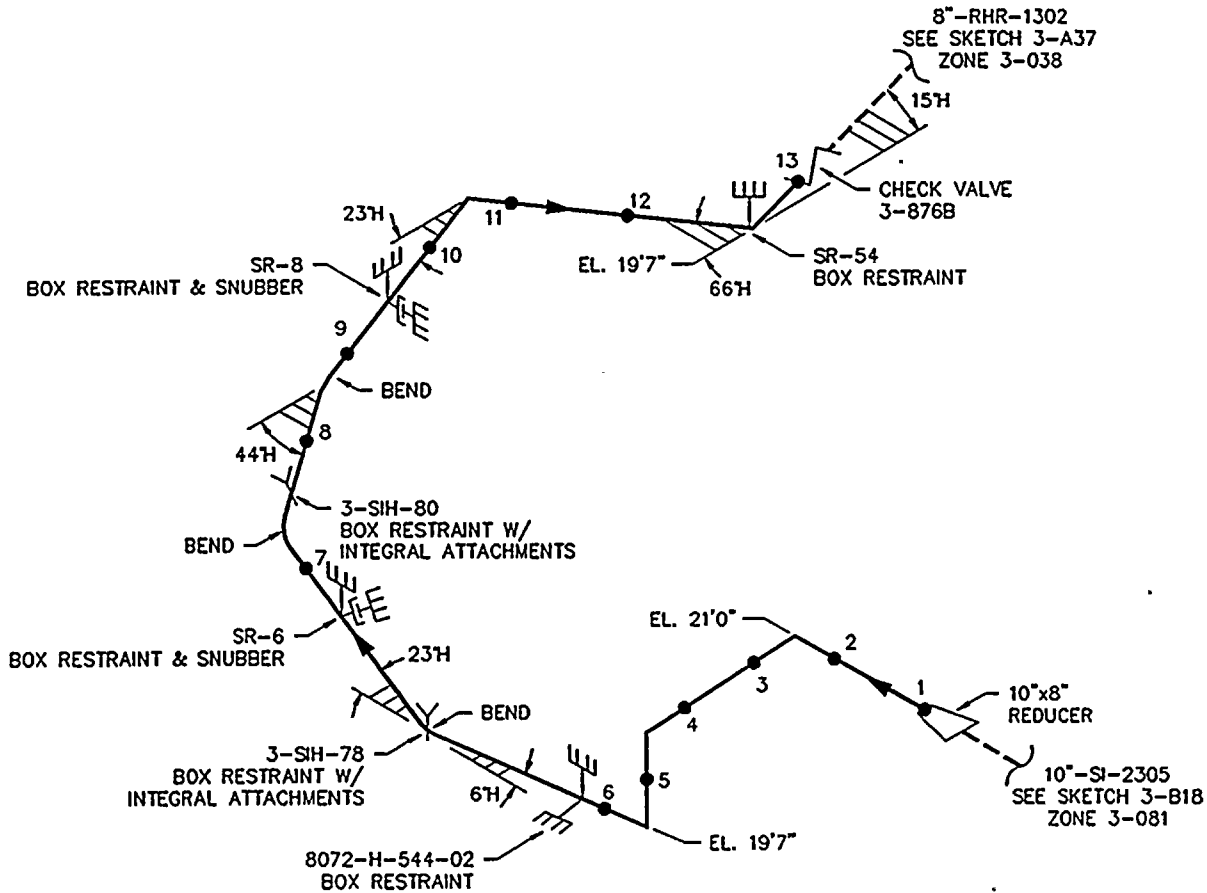 8"-RHR-1302
SEE SKETCH 3-A37
ZONE 3-038
15°H
13
CHECK VALVE
3-876B
11
12
23°H
10
SR-8
BOX RESTRAINT & SNUBBER
EL. 19'7"
66°H
SR-54
BOX RESTRAINT
9
BEND
8
44°H
3-SIH-80
BOX RESTRAINT W/
INTEGRAL ATTACHMENTS
BEND
7
SR-6
BOX RESTRAINT & SNUBBER
23°H
EL. 21'0"
2
3
1
4
10"x8"
REDUCER
BEND
3-SIH-78
BOX RESTRAINT W/
INTEGRAL ATTACHMENTS
5
6°H
6
10"-SI-2305
SEE SKETCH 3-B18
ZONE 3-081
EL. 19'7"
8072-H-544-02
BOX RESTRAINT